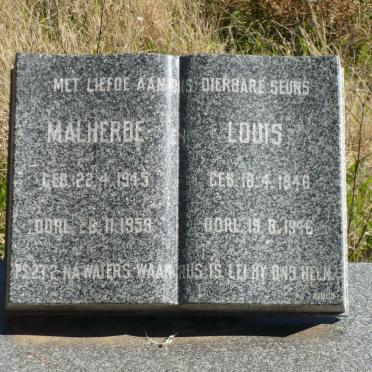 MET LIEFDE AAN ONS DIERBARE SEUNS
MALHERBE
GEB. 22.4.1945
OORL. 28.11.1959
LOUIS
GEB. 18.4.1946
OORL. 19.8.1946
PS.23:2 NA WATERS WAAR RUS IS, LEI HY ONS HEEN.